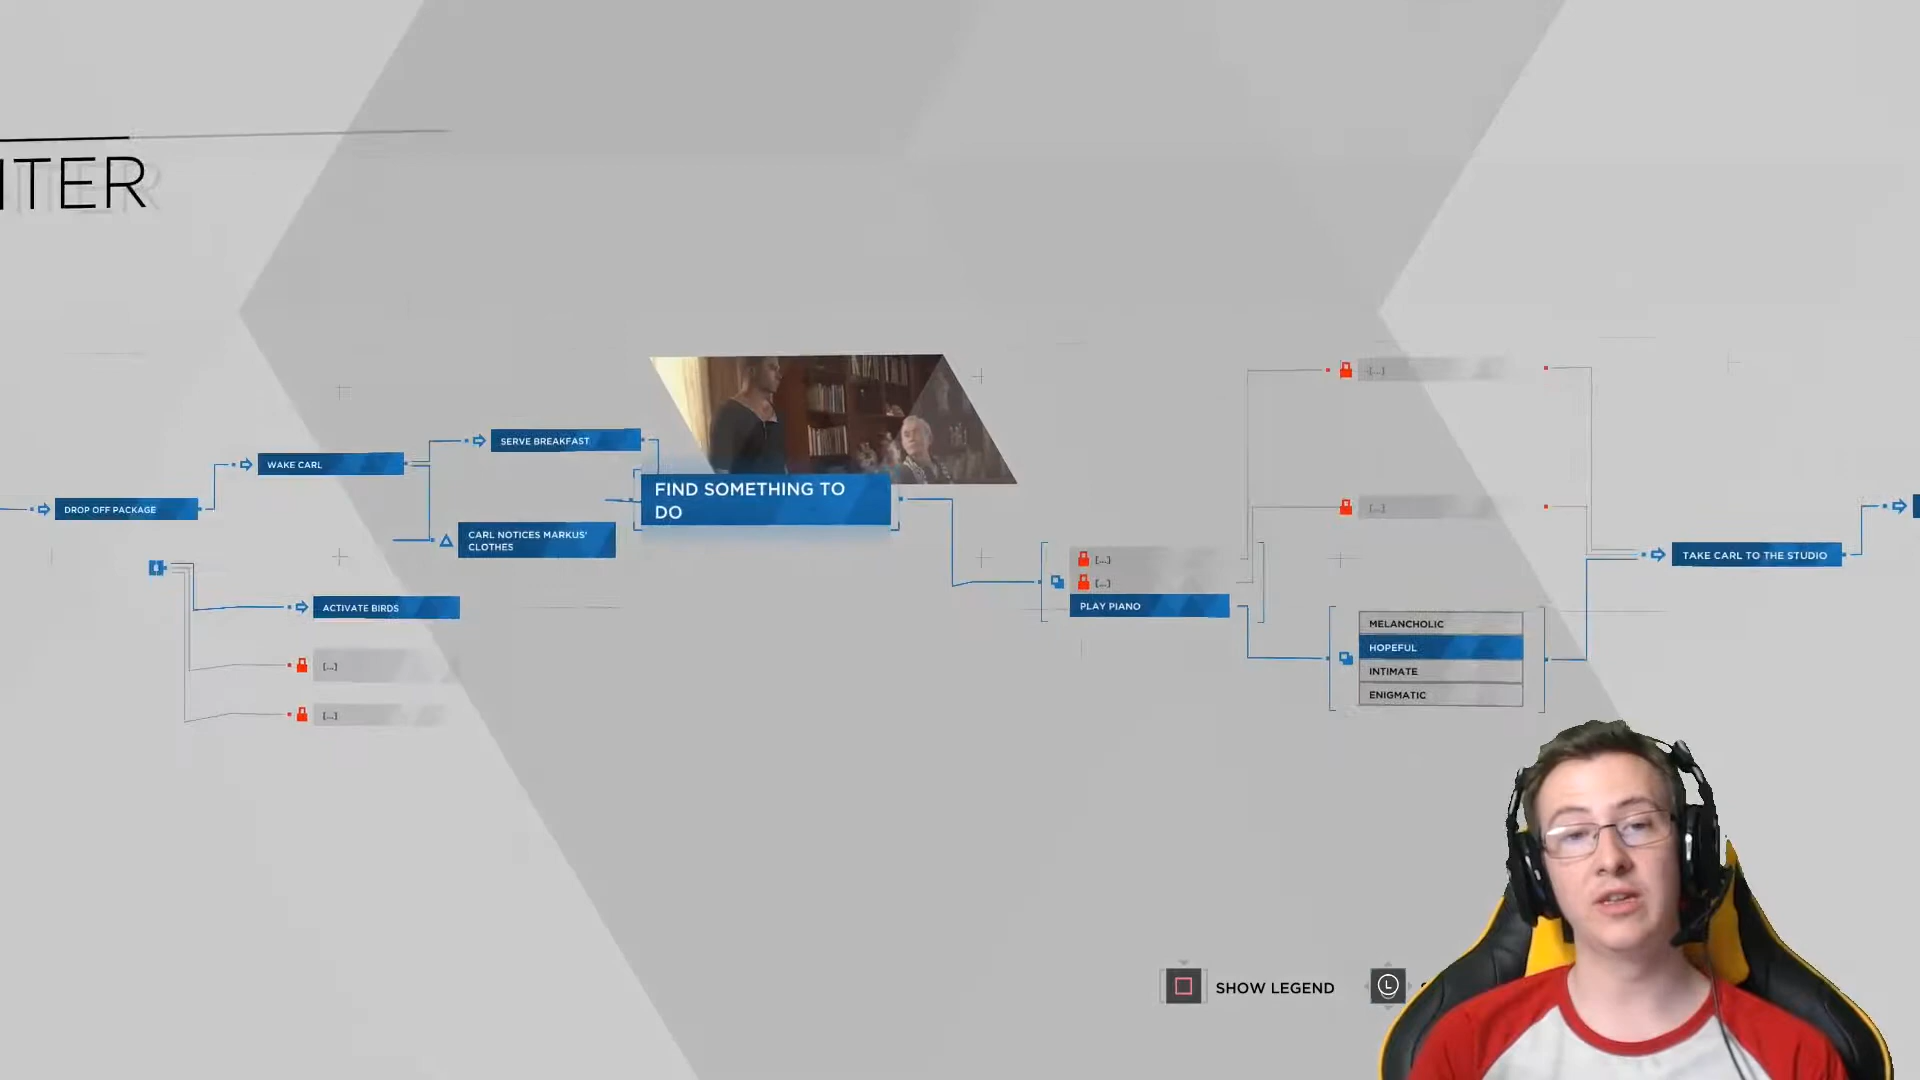 ITER
DROP OFF PACKAGE
WAKE CARL
SERVE BREAKFAST
CARL NOTICES MARKUS'
CLOTHES
ACTIVATE BIRDS
[...]
[...]
FIND SOMETHING TO
DO
[...]
[...]
PLAY PIANO
[...]
[...]
MELANCHOLIC
HOPEFUL
INTIMATE
ENIGMATIC
TAKE CARL TO THE STUDIO
SHOW LEGEND
L